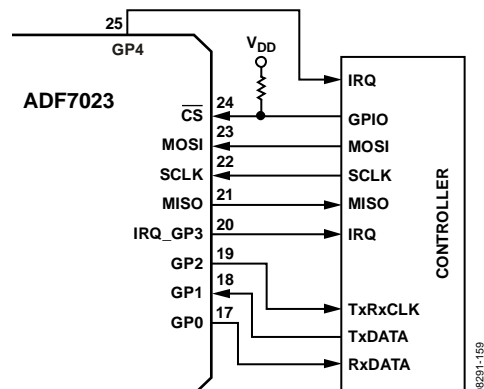 25
GP4
VDD
IRQ
ADF7023
CS 24 GPIO
MOSI 23 MOSI
SCLK 22 SCLK
MISO 21 MISO
IRQ_GP3 20 IRQ
GP2 19
GP1 18 TxRxCLK
GP0 17 TxDATA
RxDATA
CONTROLLER
08291-159